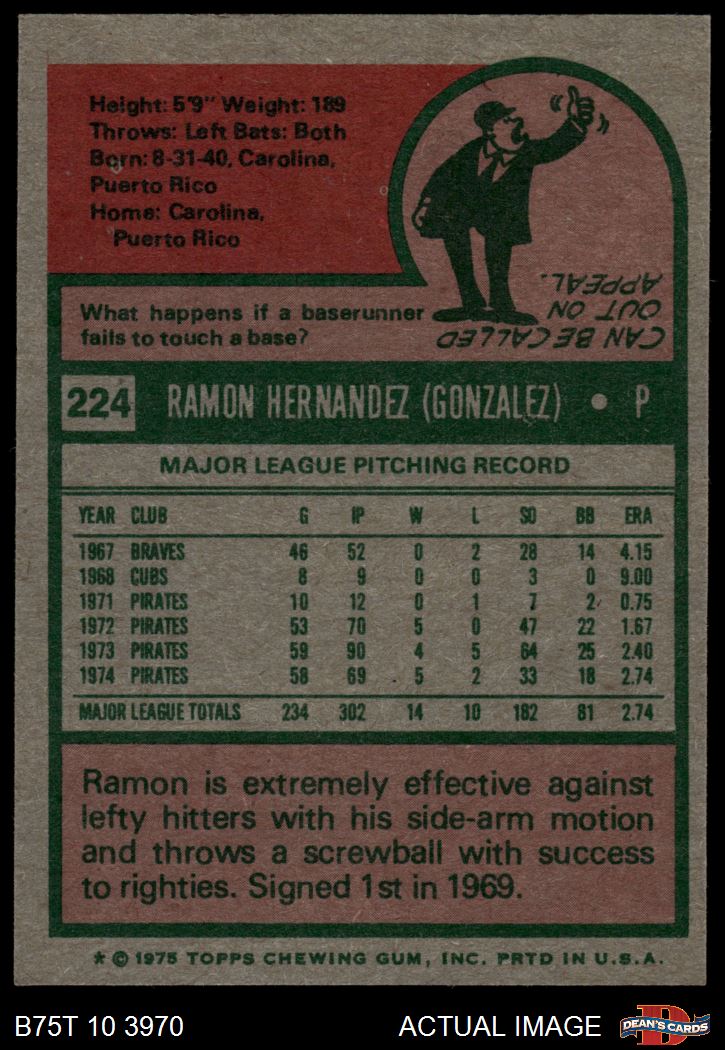 Height: 5'9" Weight: 189
Throws: Left Bats: Both
Born: 8-31-40, Carolina,
Puerto Rico
Home: Carolina,
Puerto Rico
What happens if a baserunner
fails to touch a base?
CAN BE CALLED
OUT ON
APPEAL.
224 RAMON HERNANDEZ (GONZALEZ) • P
MAJOR LEAGUE PITCHING RECORD
YEAR CLUB G IP W L SO BB ERA
1967 BRAVES 46 52 0 2 28 14 4.15
1968 CUBS 8 9 0 0 3 0 9.00
1971 PIRATES 10 12 0 1 7 2 0.75
1972 PIRATES 53 70 5 0 47 22 1.67
1973 PIRATES 59 90 4 5 64 25 2.40
1974 PIRATES 58 69 5 2 33 18 2.74
MAJOR LEAGUE TOTALS 234 302 14 10 182 81 2.74
Ramon is extremely effective against
lefty hitters with his side-arm motion
and throws a screwball with success
to righties. Signed 1st in 1969.
* © 1975 TOPPS CHEWING GUM, INC. PRTD IN U.S.A.
B75T 10 3970 ACTUAL IMAGE D DEAN'S CARDS